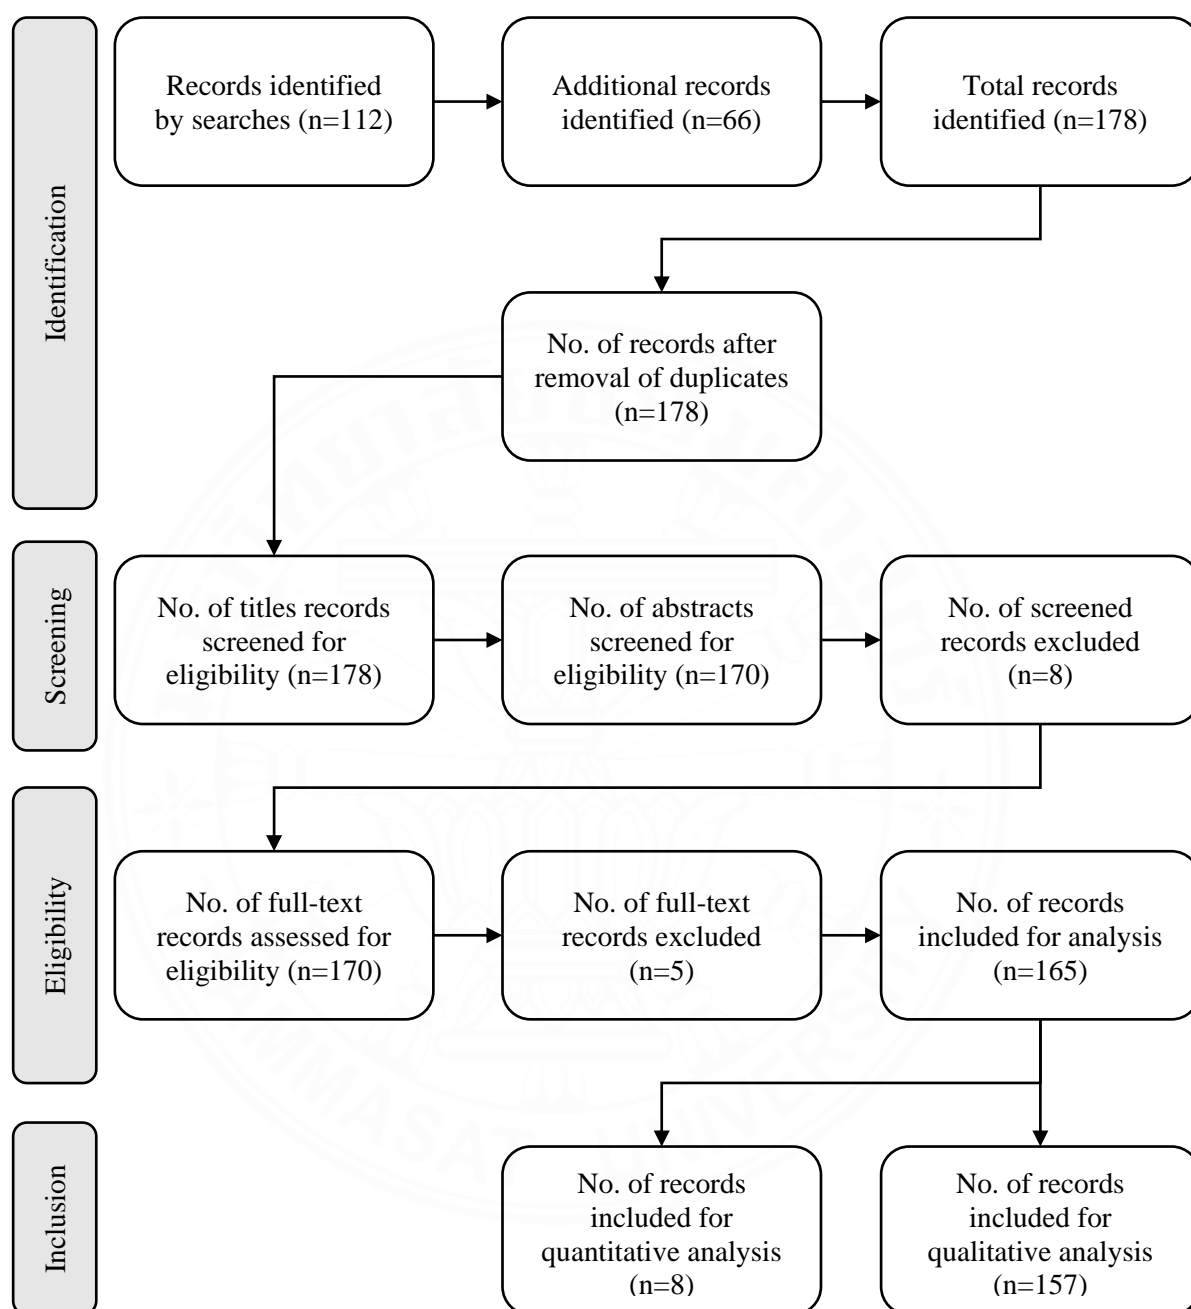 Identification
Records identified
by searches (n=112)
Additional records
identified (n=66)
Total records
identified (n=178)
No. of records after
removal of duplicates
(n=178)
Screening
No. of titles records
screened for
eligibility (n=178)
No. of abstracts
screened for
eligibility (n=170)
No. of screened
records excluded
(n=8)
Eligibility
No. of full-text
records assessed for
eligibility (n=170)
No. of full-text
records excluded
(n=5)
No. of records
included for analysis
(n=165)
Inclusion
No. of records
included for
quantitative analysis
(n=8)
No. of records
included for
qualitative analysis
(n=157)